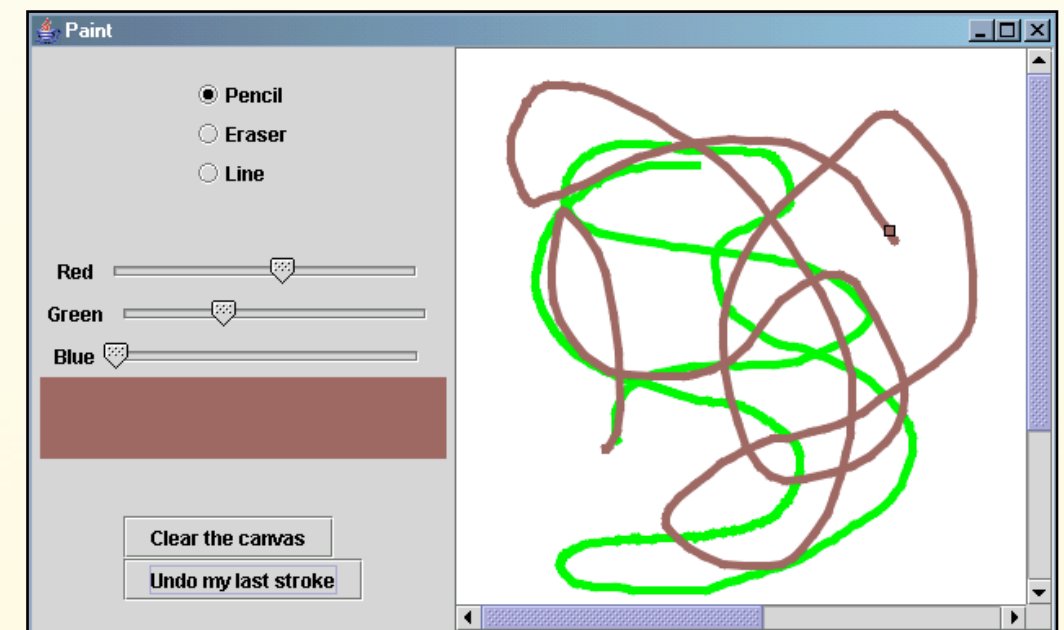 Paint
Pencil
Eraser
Line
Red
Green
Blue
Clear the canvas
Undo my last stroke